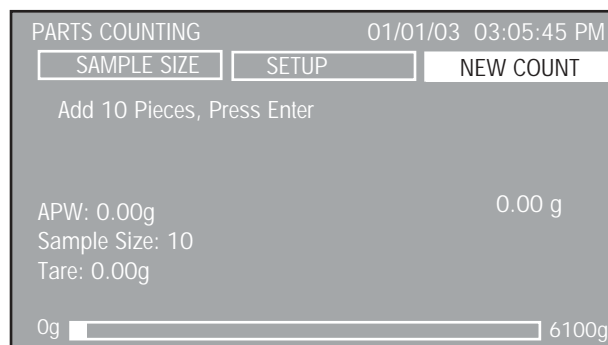 PARTS COUNTING 01/01/03 03:05:45 PM
SAMPLE SIZE SETUP NEW COUNT
Add 10 Pieces, Press Enter
0.00 g
APW: 0.00g
Sample Size: 10
Tare: 0.00g
0g 6100g